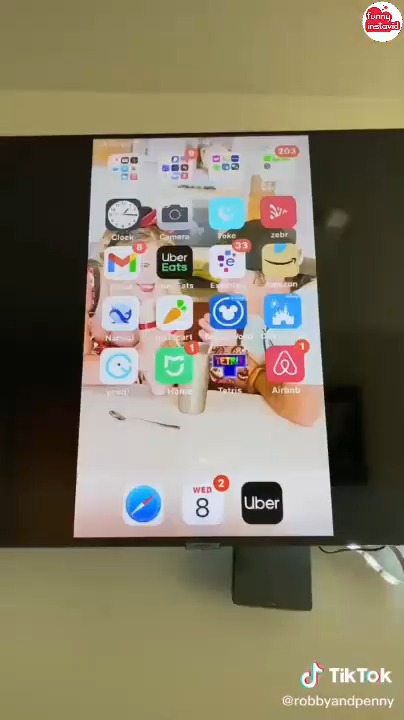 funny
instavid
9
203
Clock
Camera
zebr
8
33
Uber
Eats
Amazon
TETRIS
1
1
Home
Tetris
Airbnb
2
WED
8
Uber
TikTok
@robbyandpenny